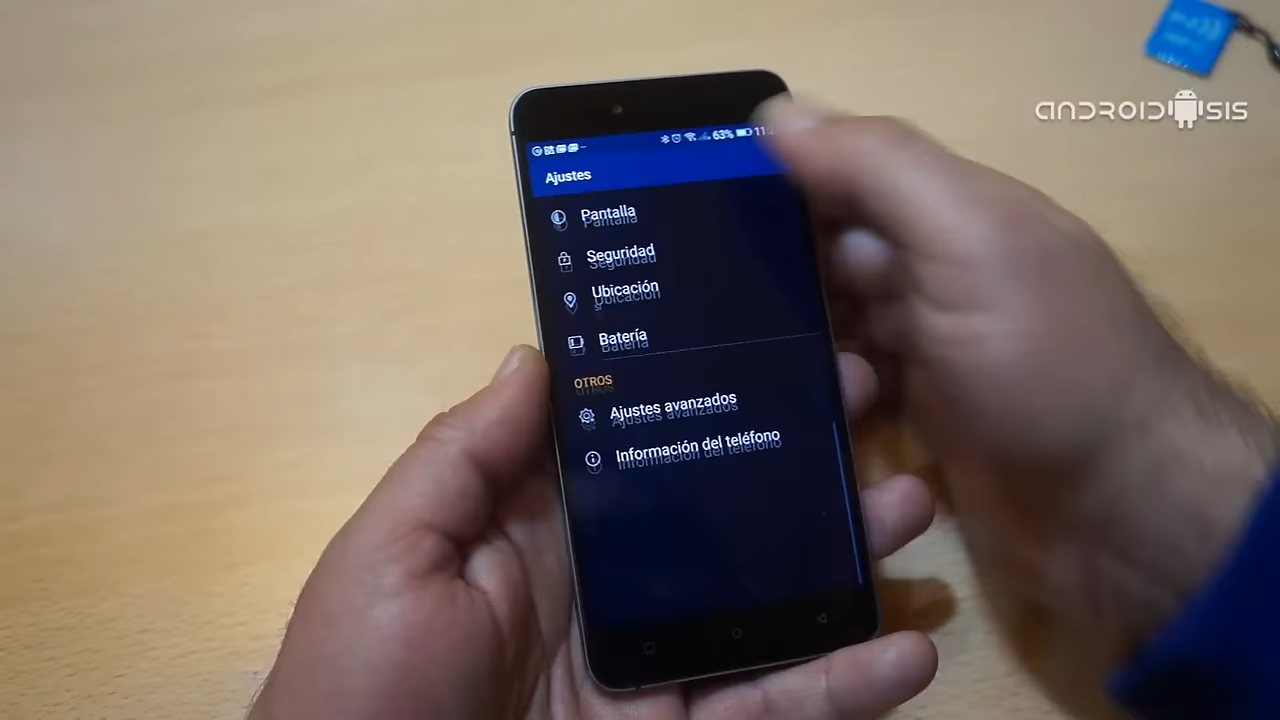 ANDROIDSIS
63%
Ajustes
Pantalla
Seguridad
Ubicación
Batería
OTROS
Ajustes avanzados
Información del teléfono